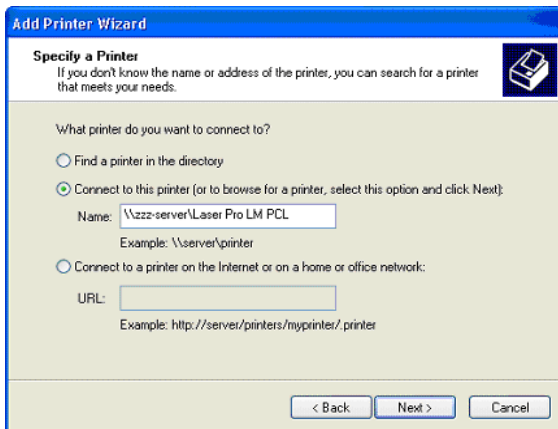 Add Printer Wizard
Specify a Printer
If you don't know the name or address of the printer, you can search for a printer
that meets your needs.
What printer do you want to connect to?
Find a printer in the directory
Connect to this printer (or to browse for a printer, select this option and click Next):
Name: \\zzz-server\Laser Pro LM PCL
Example: \\server\printer
Connect to a printer on the Internet or on a home or office network:
URL:
Example: http://server/printers/myprinter/.printer
< Back Next > Cancel